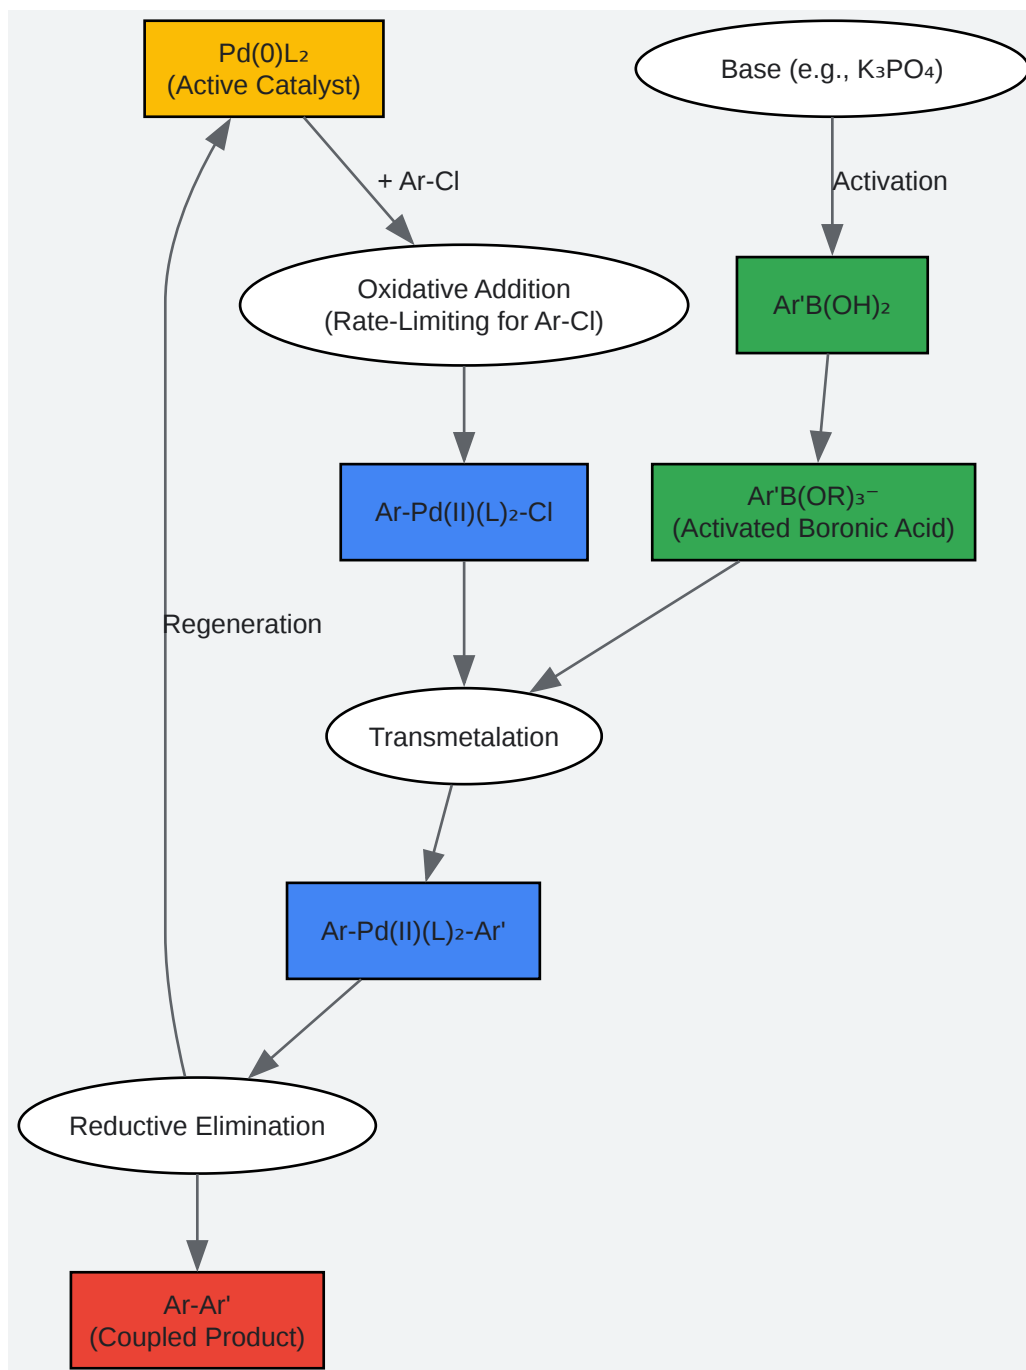 Pd(0)L₂
(Active Catalyst)
Base (e.g., K₃PO₄)
+ Ar-Cl
Activation
Oxidative Addition
(Rate-Limiting for Ar-Cl)
Ar'B(OH)₂
Ar-Pd(II)(L)₂-Cl
Ar'B(OR)₃⁻
(Activated Boronic Acid)
Regeneration
Transmetalation
Ar-Pd(II)(L)₂-Ar'
Reductive Elimination
Ar-Ar'
(Coupled Product)